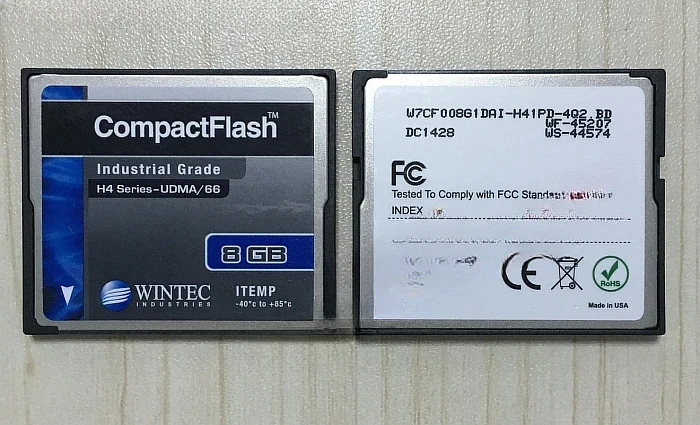 CompactFlash™
Industrial Grade
H4 Series-UDMA/66
8 GB
WINTEC
INDUSTRIES
ITEMP
-40°c to +85°c
W7CF008G1DAI-H41PD-4Q2.BD
WF-45207
DC1428
WS-44574
FC
Tested To Comply with FCC Standard
INDEX
CE
RoHS
Made in USA